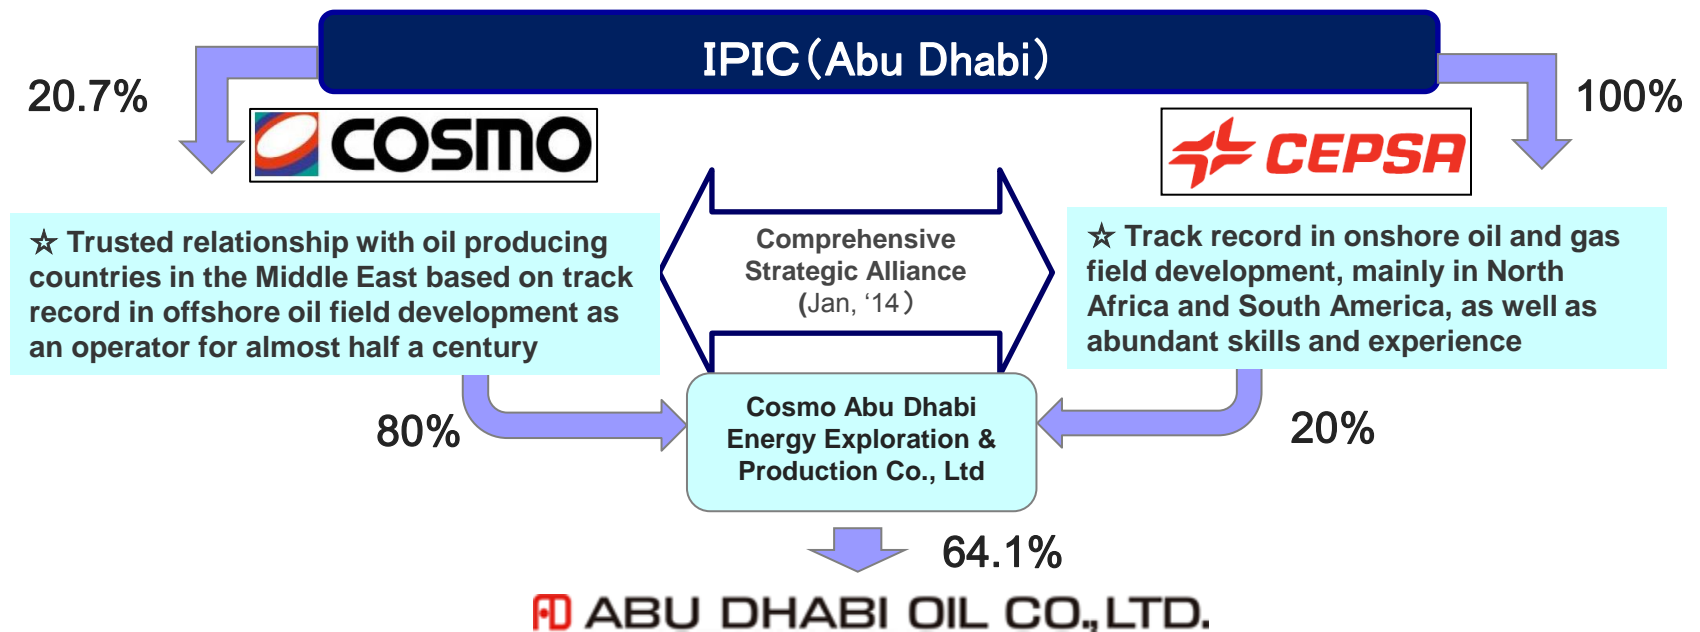 IPIC（Abu Dhabi）
20.7%
100%
COSMO
CEPSA
☆ Trusted relationship with oil producing
countries in the Middle East based on track
record in offshore oil field development as
an operator for almost half a century
Comprehensive
Strategic Alliance
(Jan, ‘14）
☆ Track record in onshore oil and gas
field development, mainly in North
Africa and South America, as well as
abundant skills and experience
80%
Cosmo Abu Dhabi
Energy Exploration &
Production Co., Ltd
20%
64.1%
ABU DHABI OIL CO.,LTD.